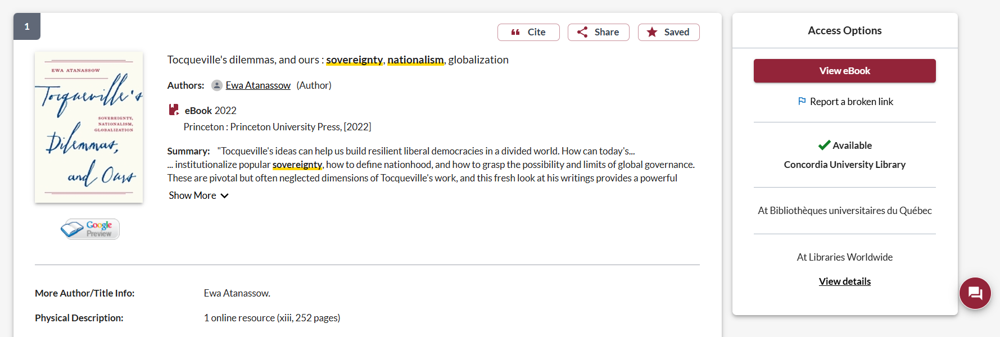 1
Cite
Share
Saved
EWA ATANASSOW
Tocqueville's
SOVEREIGNTY,
NATIONALISM,
GLOBALIZATION
Dilemmas,
and Ours
Google
Preview
Tocqueville's dilemmas, and ours : sovereignty, nationalism, globalization
Authors: Ewa Atanassow (Author)
eBook 2022
Princeton : Princeton University Press, [2022]
Summary: "Tocqueville's ideas can help us build resilient liberal democracies in a divided world. How can today's...
... institutionalize popular sovereignty, how to define nationhood, and how to grasp the possibility and limits of global governance.
These are pivotal but often neglected dimensions of Tocqueville's work, and this fresh look at his writings provides a powerful
Show More
More Author/Title Info: Ewa Atanassow.
Physical Description: 1 online resource (xiii, 252 pages)
Access Options
View eBook
Report a broken link
Available
Concordia University Library
At Bibliothèques universitaires du Québec
At Libraries Worldwide
View details